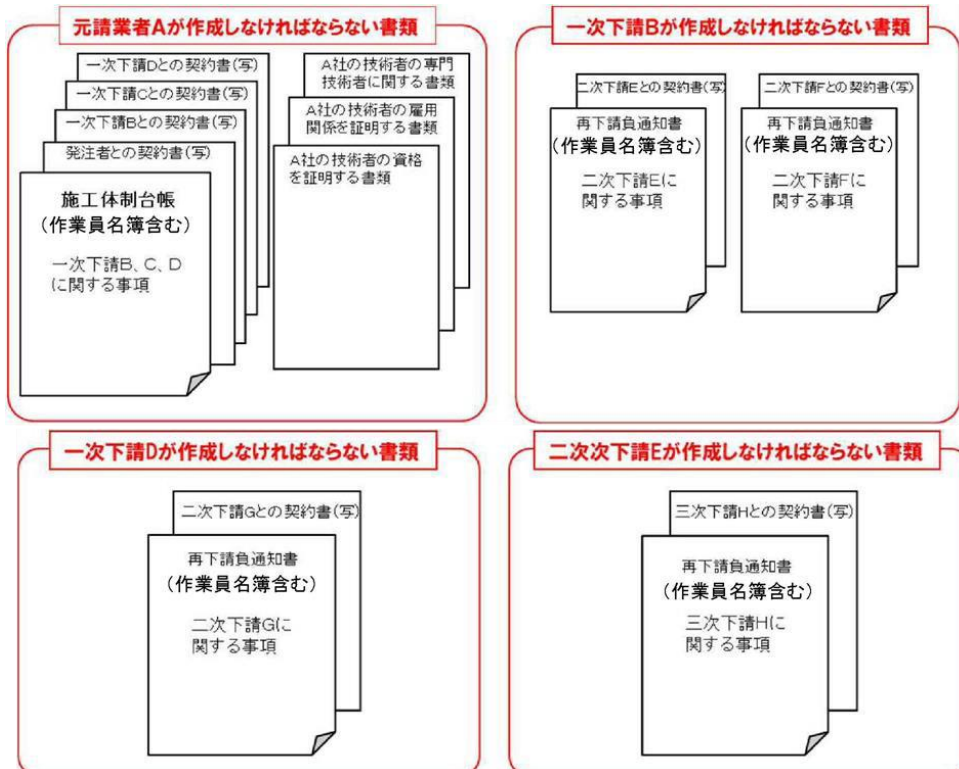 元請業者Aが作成しなければならない書類
一次下請Dとの契約書(写)
一次下請Cとの契約書(写)
一次下請Bとの契約書(写)
発注者との契約書(写)
施工体制台帳
(作業員名簿含む)
一次下請B、C、D
に関する事項
A社の技術者の専門
技術者に関する書類
A社の技術者の雇用
関係を証明する書類
A社の技術者の資格
を証明する書類
一次下請Bが作成しなければならない書類
二次下請Eとの契約書(写)
再下請負通知書
(作業員名簿含む)
二次下請Eに
関する事項
二次下請Fとの契約書(写)
再下請負通知書
(作業員名簿含む)
二次下請Fに
関する事項
一次下請Dが作成しなければならない書類
二次下請Gとの契約書(写)
再下請負通知書
(作業員名簿含む)
二次下請Gに
関する事項
二次次下請Eが作成しなければならない書類
三次下請Hとの契約書(写)
再下請負通知書
(作業員名簿含む)
三次下請Hに
関する事項